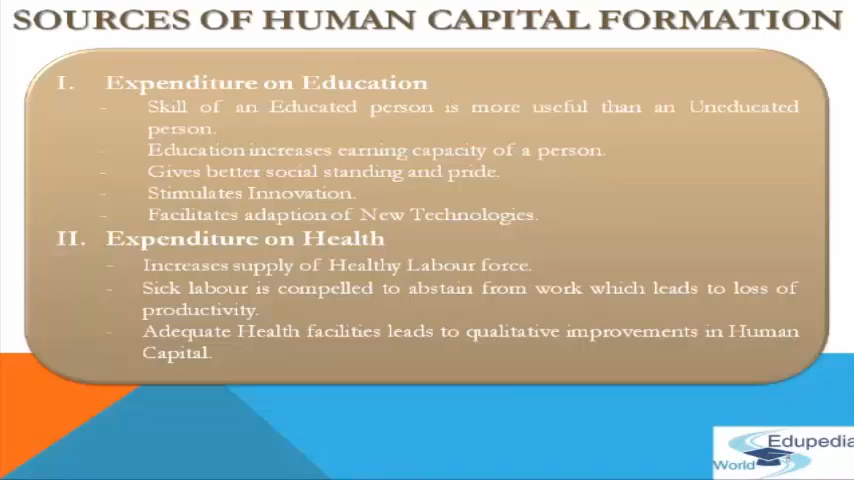 SOURCES OF HUMAN CAPITAL FORMATION
I. Expenditure on Education
- Skill of an Educated person is more useful than an Uneducated
person.
- Education increases earning capacity of a person.
- Gives better social standing and pride.
- Stimulates Innovation.
- Facilitates adaption of New Technologies.
II. Expenditure on Health
- Increases supply of Healthy Labour force.
- Sick labour is compelled to abstain from work which leads to loss of
productivity.
- Adequate Health facilities leads to qualitative improvements in Human
Capital.
Edupedia
World